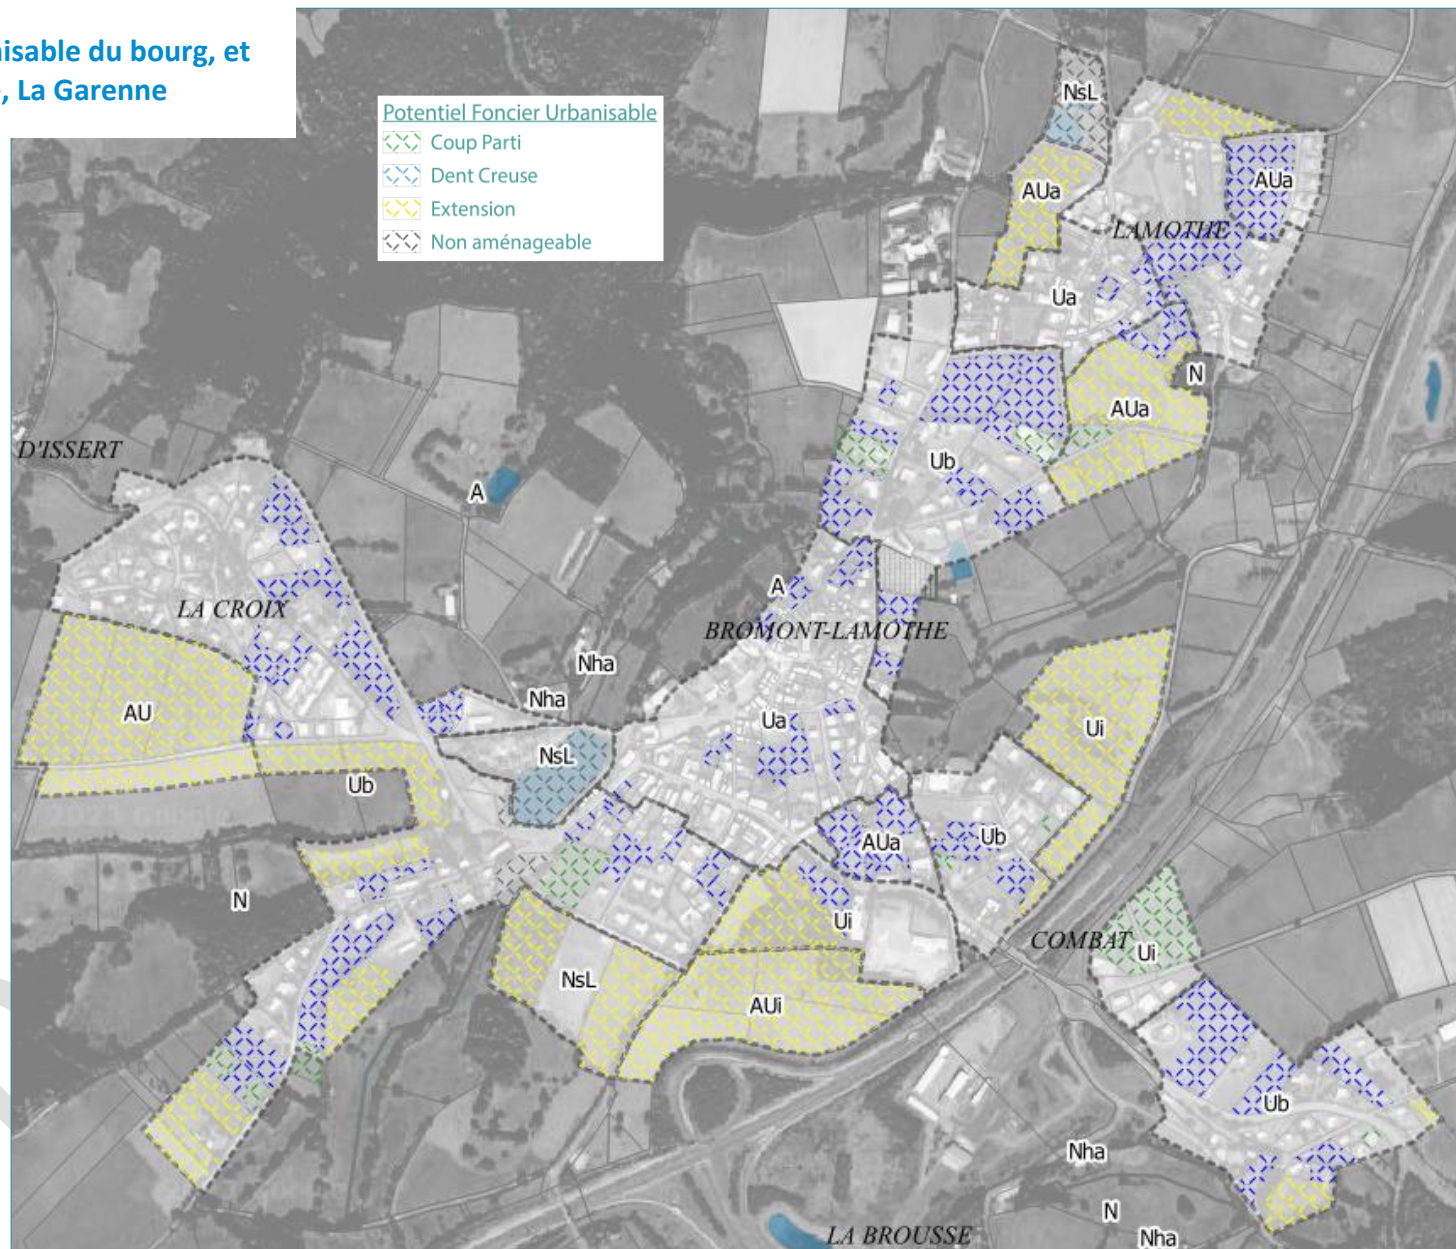 isable du bourg, et
, La Garenne
Potentiel Foncier Urbanisable
Coup Parti
Dent Creuse
Extension
Non aménageable
NsL
AUa
AUa
LAMOTHE
Ua
N
AUa
D'ISSERT
Ub
A
A
LA CROIX
BROMONT-LAMOTHE
Nha
Nha
AU
Ua
Ui
NsL
Ub
Ub
AUa
N
Ui
COMBAT
Ui
NsL
AUi
Ub
Nha
N
LA BROUSSE
Nha